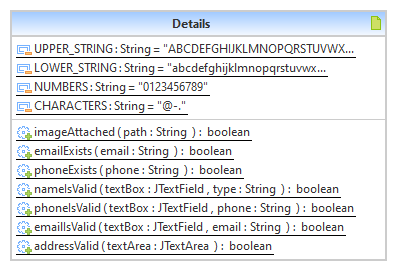 Details
UPPER_STRING : String = "ABCDEFGHIJKLMNOPQRSTUVWX...
LOWER_STRING : String = "abcdefghijklmnopqrstuvwx...
NUMBERS : String = "0123456789"
CHARACTERS : String = "@-."
imageAttached ( path : String ) : boolean
emailExists ( email : String ) : boolean
phoneExists ( phone : String ) : boolean
nameIsValid ( textBox : JTextField , type : String ) : boolean
phoneIsValid ( textBox : JTextField , phone : String ) : boolean
emailIsValid ( textBox : JTextField , email : String ) : boolean
addressValid ( textArea : JTextArea ) : boolean